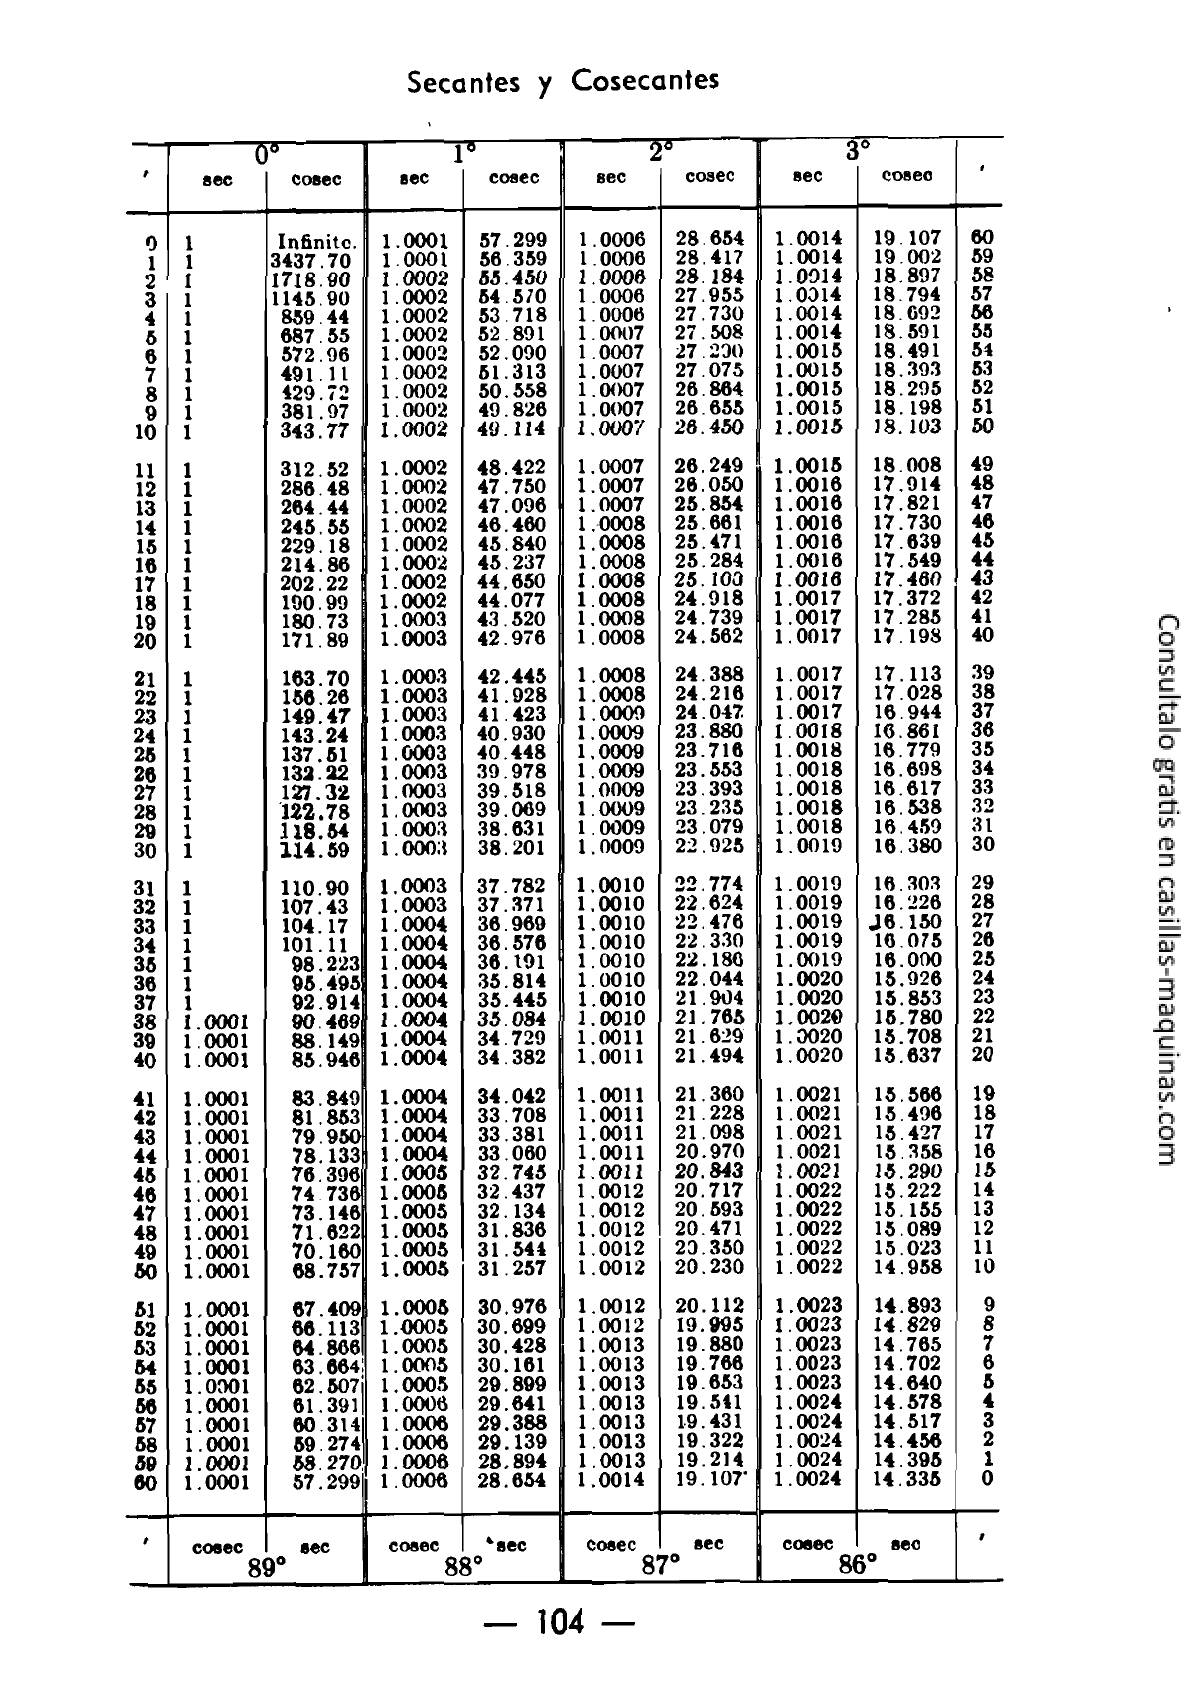 Secantes y Cosecantes
′ 0° 1° 2° 3° ′
sec cosec sec cosec sec cosec sec cosec
0 1 Infinito. 1.0001 57.299 1.0006 28.654 1.0014 19.107 60
1 1 3437.70 1.0001 56.359 1.0006 28.417 1.0014 19.002 59
2 1 1718.90 1.0002 55.450 1.0006 28.184 1.0014 18.897 58
3 1 1145.90 1.0002 54.570 1.0006 27.955 1.0014 18.794 57
4 1 859.44 1.0002 53.718 1.0006 27.730 1.0014 18.692 56
5 1 687.55 1.0002 52.891 1.0007 27.508 1.0014 18.591 55
6 1 572.96 1.0002 52.090 1.0007 27.290 1.0015 18.491 54
7 1 491.11 1.0002 51.313 1.0007 27.075 1.0015 18.393 53
8 1 429.72 1.0002 50.558 1.0007 26.864 1.0015 18.295 52
9 1 381.97 1.0002 49.826 1.0007 26.655 1.0015 18.198 51
10 1 343.77 1.0002 49.114 1.0007 26.450 1.0015 18.103 50
11 1 312.52 1.0002 48.422 1.0007 26.249 1.0015 18.008 49
12 1 286.48 1.0002 47.750 1.0007 26.050 1.0016 17.914 48
13 1 264.44 1.0002 47.096 1.0007 25.854 1.0016 17.821 47
14 1 245.55 1.0002 46.460 1.0008 25.661 1.0016 17.730 46
15 1 229.18 1.0002 45.840 1.0008 25.471 1.0016 17.639 45
16 1 214.86 1.0002 45.237 1.0008 25.284 1.0016 17.549 44
17 1 202.22 1.0002 44.650 1.0008 25.100 1.0016 17.460 43
18 1 190.99 1.0002 44.077 1.0008 24.918 1.0017 17.372 42
19 1 180.73 1.0003 43.520 1.0008 24.739 1.0017 17.285 41
20 1 171.89 1.0003 42.976 1.0008 24.562 1.0017 17.198 40
21 1 163.70 1.0003 42.445 1.0008 24.388 1.0017 17.113 39
22 1 156.26 1.0003 41.928 1.0008 24.216 1.0017 17.028 38
23 1 149.47 1.0003 41.423 1.0009 24.047 1.0017 16.944 37
24 1 143.24 1.0003 40.930 1.0009 23.880 1.0018 16.861 36
25 1 137.51 1.0003 40.448 1.0009 23.716 1.0018 16.779 35
26 1 132.22 1.0003 39.978 1.0009 23.553 1.0018 16.698 34
27 1 127.32 1.0003 39.518 1.0009 23.393 1.0018 16.617 33
28 1 122.78 1.0003 39.069 1.0009 23.235 1.0018 16.538 32
29 1 118.54 1.0003 38.631 1.0009 23.079 1.0018 16.459 31
30 1 114.59 1.0003 38.201 1.0009 22.925 1.0019 16.380 30
31 1 110.90 1.0003 37.782 1.0010 22.774 1.0019 16.303 29
32 1 107.43 1.0003 37.371 1.0010 22.624 1.0019 16.226 28
33 1 104.17 1.0004 36.969 1.0010 22.476 1.0019 16.150 27
34 1 101.11 1.0004 36.576 1.0010 22.330 1.0019 16.075 26
35 1 98.223 1.0004 36.191 1.0010 22.186 1.0019 16.000 25
36 1 95.495 1.0004 35.814 1.0010 22.044 1.0020 15.926 24
37 1 92.914 1.0004 35.445 1.0010 21.904 1.0020 15.853 23
38 1.0001 90.469 1.0004 35.084 1.0010 21.765 1.0020 15.780 22
39 1.0001 88.149 1.0004 34.729 1.0011 21.629 1.0020 15.708 21
40 1.0001 85.946 1.0004 34.382 1.0011 21.494 1.0020 15.637 20
41 1.0001 83.849 1.0004 34.042 1.0011 21.360 1.0021 15.566 19
42 1.0001 81.853 1.0004 33.708 1.0011 21.228 1.0021 15.496 18
43 1.0001 79.950 1.0004 33.381 1.0011 21.098 1.0021 15.427 17
44 1.0001 78.133 1.0004 33.060 1.0011 20.970 1.0021 15.358 16
45 1.0001 76.396 1.0005 32.745 1.0011 20.843 1.0021 15.290 15
46 1.0001 74.736 1.0005 32.437 1.0012 20.717 1.0022 15.222 14
47 1.0001 73.146 1.0005 32.134 1.0012 20.593 1.0022 15.155 13
48 1.0001 71.622 1.0005 31.836 1.0012 20.471 1.0022 15.089 12
49 1.0001 70.160 1.0005 31.544 1.0012 20.350 1.0022 15.023 11
50 1.0001 68.757 1.0005 31.257 1.0012 20.230 1.0022 14.958 10
51 1.0001 67.409 1.0005 30.976 1.0012 20.112 1.0023 14.893 9
52 1.0001 66.113 1.0005 30.699 1.0012 19.995 1.0023 14.829 8
53 1.0001 64.866 1.0005 30.428 1.0013 19.880 1.0023 14.765 7
54 1.0001 63.664 1.0005 30.161 1.0013 19.766 1.0023 14.702 6
55 1.0001 62.507 1.0005 29.899 1.0013 19.653 1.0023 14.640 5
56 1.0001 61.391 1.0006 29.641 1.0013 19.541 1.0024 14.578 4
57 1.0001 60.314 1.0006 29.388 1.0013 19.431 1.0024 14.517 3
58 1.0001 59.274 1.0006 29.139 1.0013 19.322 1.0024 14.456 2
59 1.0001 58.270 1.0006 28.894 1.0013 19.214 1.0024 14.395 1
60 1.0001 57.299 1.0006 28.654 1.0014 19.107 1.0024 14.335 0
′ cosec sec cosec sec cosec sec cosec sec ′
89° 88° 87° 86°
— 104 —
Consultalo gratis en casillas-maquinas.com